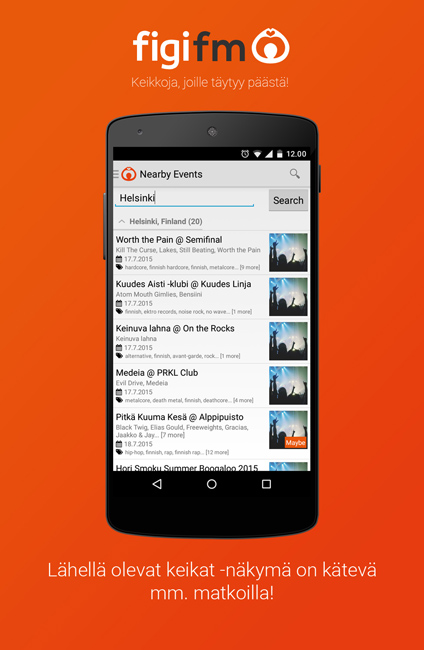 figifm
Keikkoja, joille täytyy päästä!
12.00
Nearby Events
Helsinki
Search
Helsinki, Finland (20)
Worth the Pain @ Semifinal
Kill The Curse, Lakes, Still Beating, Worth the Pain
17.7.2015
hardcore, finnish hardcore, finnish, metalcore... [9 more]
Kuudes Aisti -klubi @ Kuudes Linja
Atom Mouth Gimlies, Bensiini
17.7.2015
finnish, ektro records, noise rock, no wave... [1 more]
Keinuva lahna @ On the Rocks
Keinuva lahna
17.7.2015
alternative, finnish, avant-garde, rock... [1 more]
Medeia @ PRKL Club
Evil Drive, Medeia
17.7.2015
metalcore, death metal, finnish, deathcore... [4 more]
Pitkä Kuuma Kesä @ Alppipuisto
Black Twig, Elias Gould, Freeweights, Gracias,
Jaakko & Jay... [7 more]
18.7.2015
hip-hop, finnish, rap, finnish rap... [12 more]
Maybe
Hori Smoku Summer Boogaloo 2015
Lähellä olevat keikat -näkymä on kätevä
mm. matkoilla!